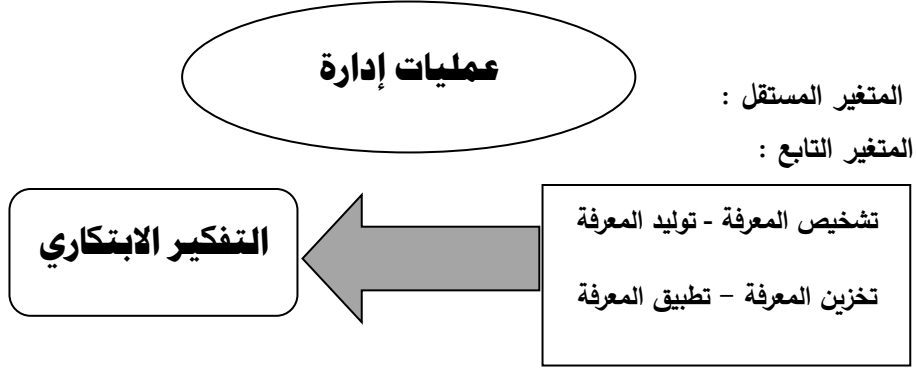 عمليات إدارة
المتغير المستقل :
المتغير التابع :
تشخيص المعرفة - توليد المعرفة
تخزين المعرفة – تطبيق المعرفة
التفكير الابتكاري